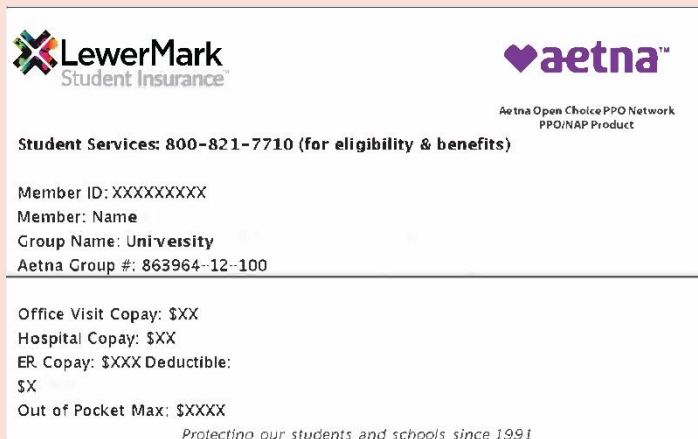 LewerMark
Student Insurance™
aetna™
Aetna Open Choice PPO Network
PPO/NAP Product
Student Services: 800-821-7710 (for eligibility & benefits)
Member ID: XXXXXXXXX
Member: Name
Group Name: University
Aetna Group #: 863964-12-100
Office Visit Copay: $XX
Hospital Copay: $XX
ER Copay: $XXX Deductible:
$X
Out of Pocket Max: $XXXX
Protecting our students and schools since 1991